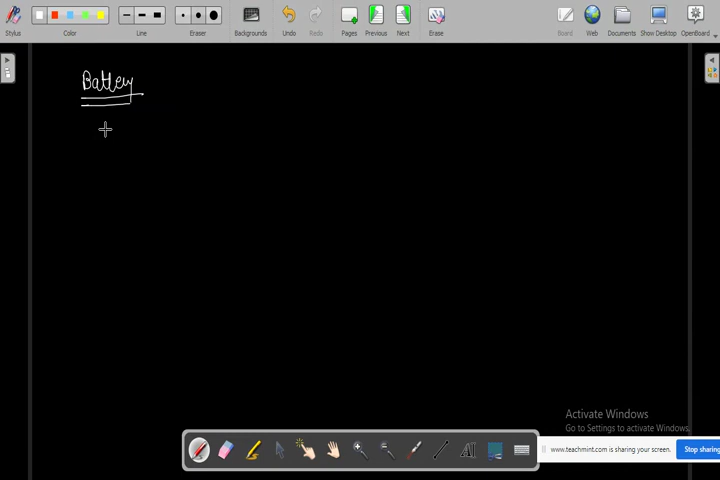 Stylus
Color
Line
Eraser
Backgrounds
Undo
Redo
Pages
Previous
Next
Erase
Board
Web
Documents
Show Desktop
OpenBoard
Battery
Activate Windows
Go to Settings to activate Windows.
www.teachmint.com is sharing your screen.
Stop sharing